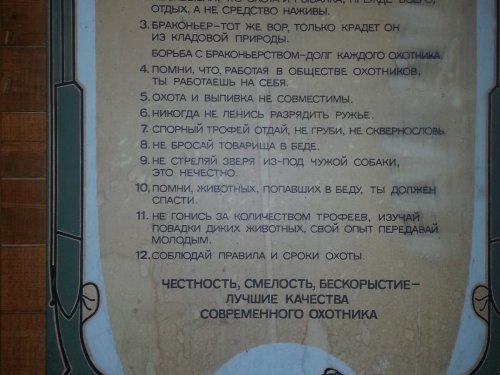 ОТДЫХ, А НЕ СРЕДСТВО НАЖИВЫ.
3. БРАКОНЬЕР-ТОТ ЖЕ ВОР, ТОЛЬКО КРАДЕТ ОН
ИЗ КЛАДОВОЙ ПРИРОДЫ.
БОРЬБА С БРАКОНЬЕРСТВОМ-ДОЛГ КАЖДОГО ОХОТНИКА.
4. ПОМНИ, ЧТО, РАБОТАЯ В ОБЩЕСТВЕ ОХОТНИКОВ,
ТЫ РАБОТАЕШЬ НА СЕБЯ.
5. ОХОТА И ВЫПИВКА НЕ СОВМЕСТИМЫ.
6. НИКОГДА НЕ ЛЕНИСЬ РАЗРЯДИТЬ РУЖЬЕ.
7. СПОРНЫЙ ТРОФЕЙ ОТДАЙ, НЕ ГРУБИ, НЕ СКВЕРНОСЛОВЬ.
8. НЕ БРОСАЙ ТОВАРИЩА В БЕДЕ.
9. НЕ СТРЕЛЯЙ ЗВЕРЯ ИЗ-ПОД ЧУЖОЙ СОБАКИ,
ЭТО НЕЧЕСТНО.
10. ПОМНИ, ЖИВОТНЫХ, ПОПАВШИХ В БЕДУ, ТЫ ДОЛЖЕН
СПАСТИ.
11. НЕ ГОНИСЬ ЗА КОЛИЧЕСТВОМ ТРОФЕЕВ, ИЗУЧАЙ
ПОВАДКИ ДИКИХ ЖИВОТНЫХ, СВОЙ ОПЫТ ПЕРЕДАВАЙ
МОЛОДЫМ.
12. СОБЛЮДАЙ ПРАВИЛА И СРОКИ ОХОТЫ.
ЧЕСТНОСТЬ, СМЕЛОСТЬ, БЕСКОРЫСТИЕ–
ЛУЧШИЕ КАЧЕСТВА
СОВРЕМЕННОГО ОХОТНИКА